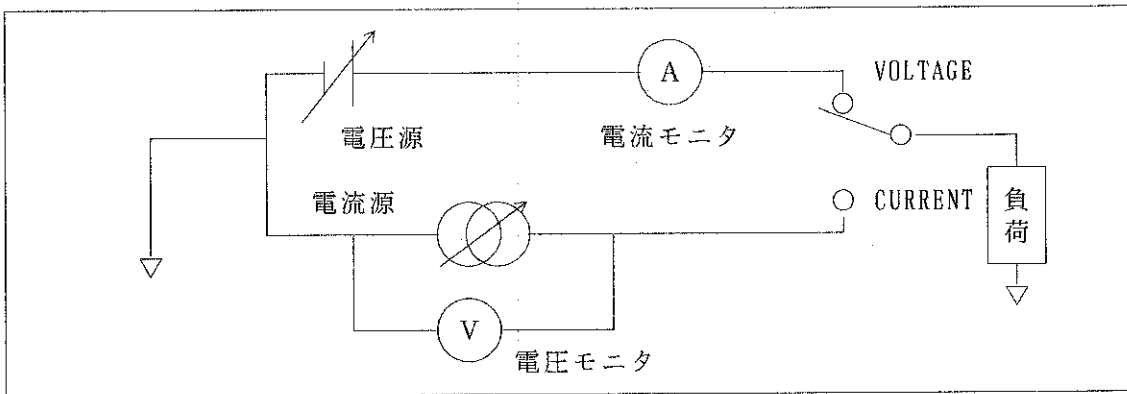 A
VOLTAGE
電圧源
電流モニタ
電流源
CURRENT
負
荷
V
電圧モニタ